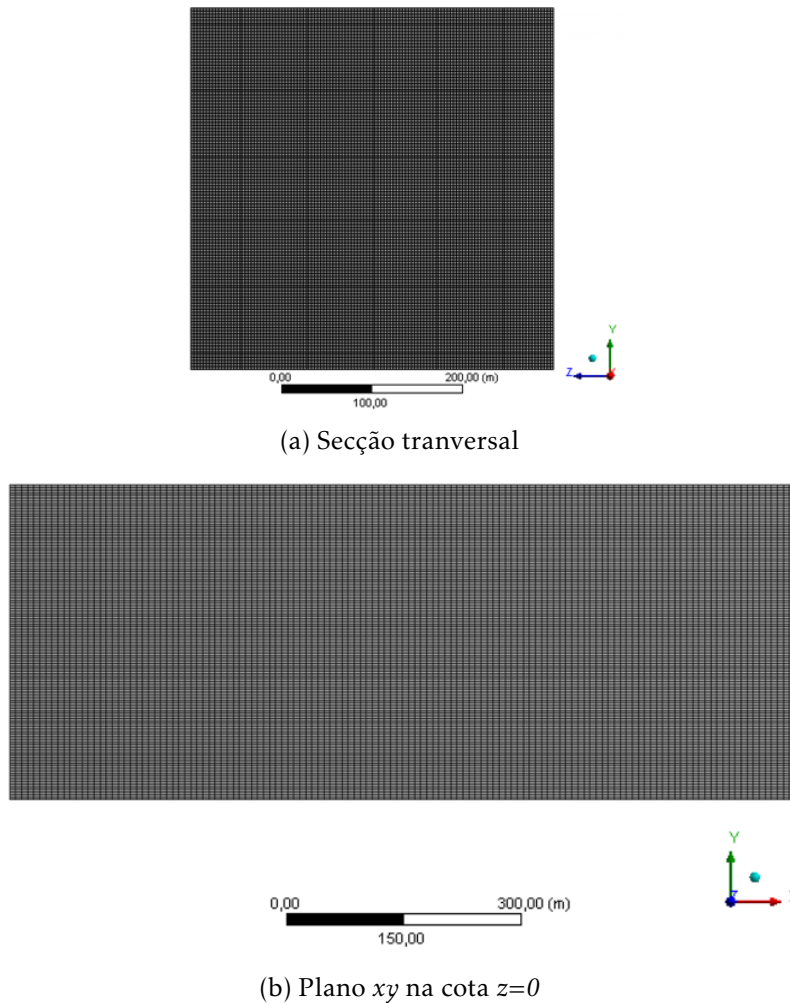 0,00 200,00 (m)
100,00
Y
Z
(a) Secção tranversal
Y
Z
0,00 300,00 (m)
150,00
(b) Plano xy na cota z=0